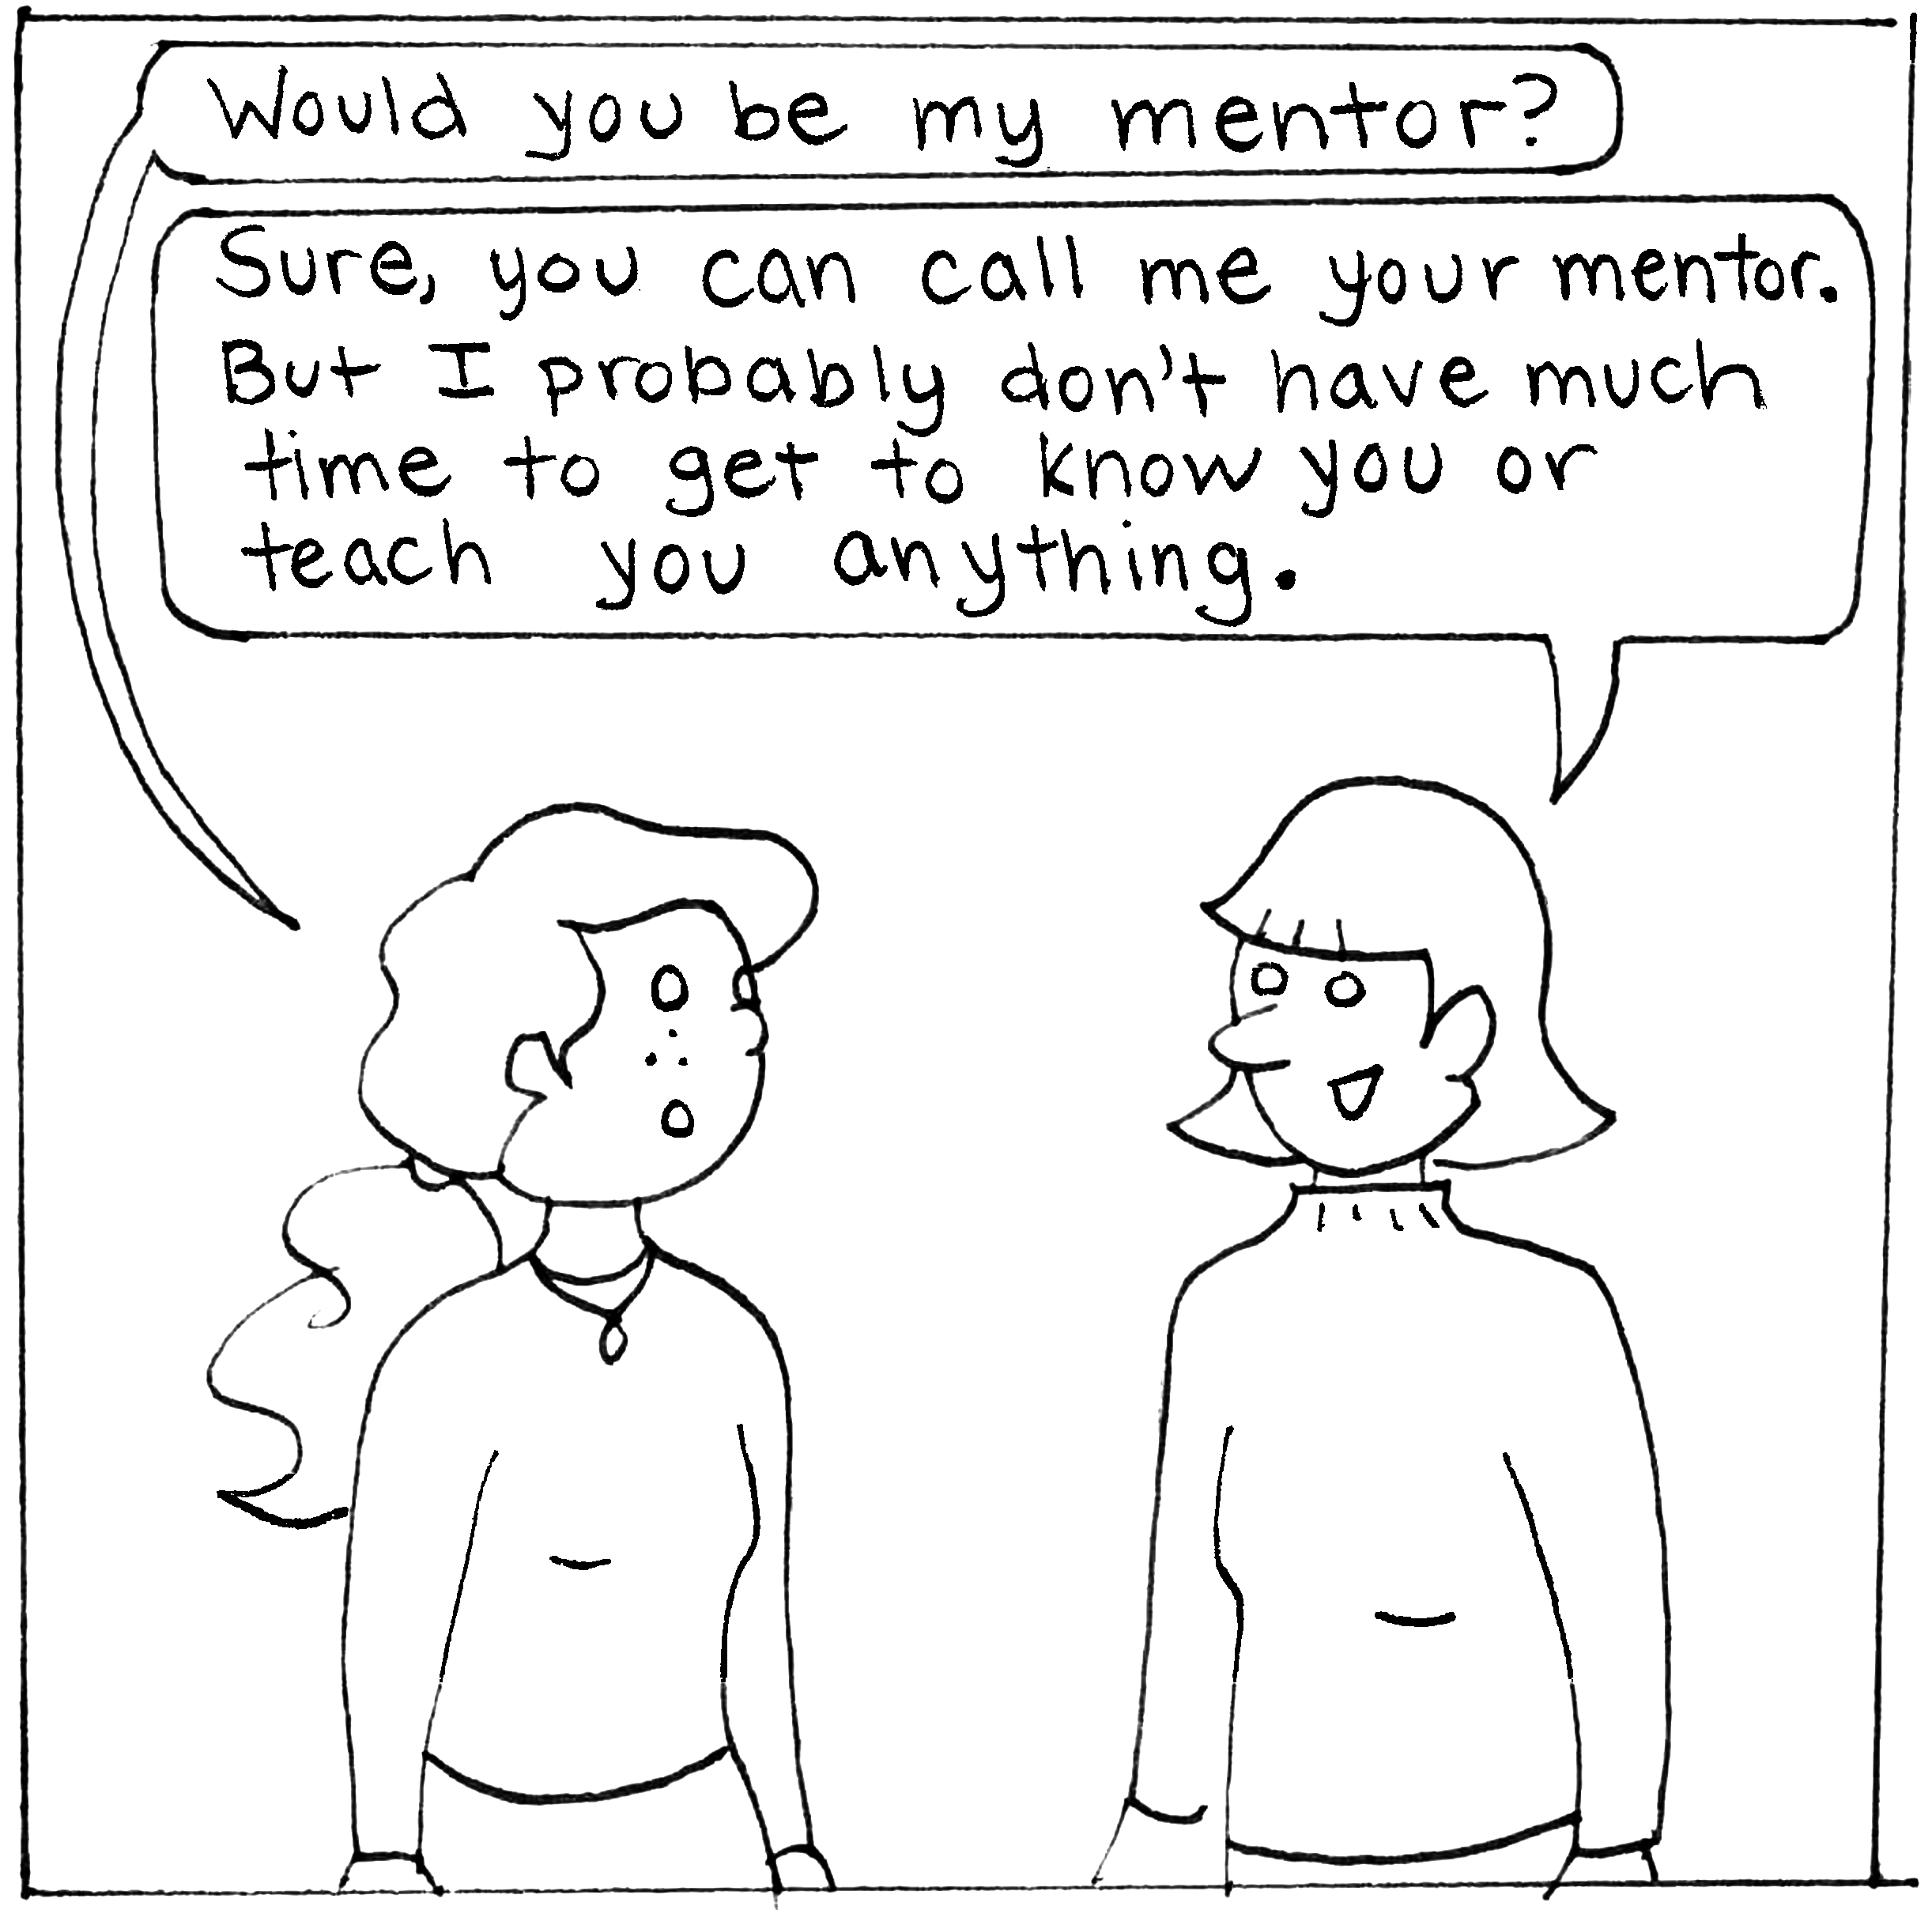 Would you be my mentor?
Sure, you can call me your mentor.
But I probably don't have much
time to get to know you or
teach you anything.